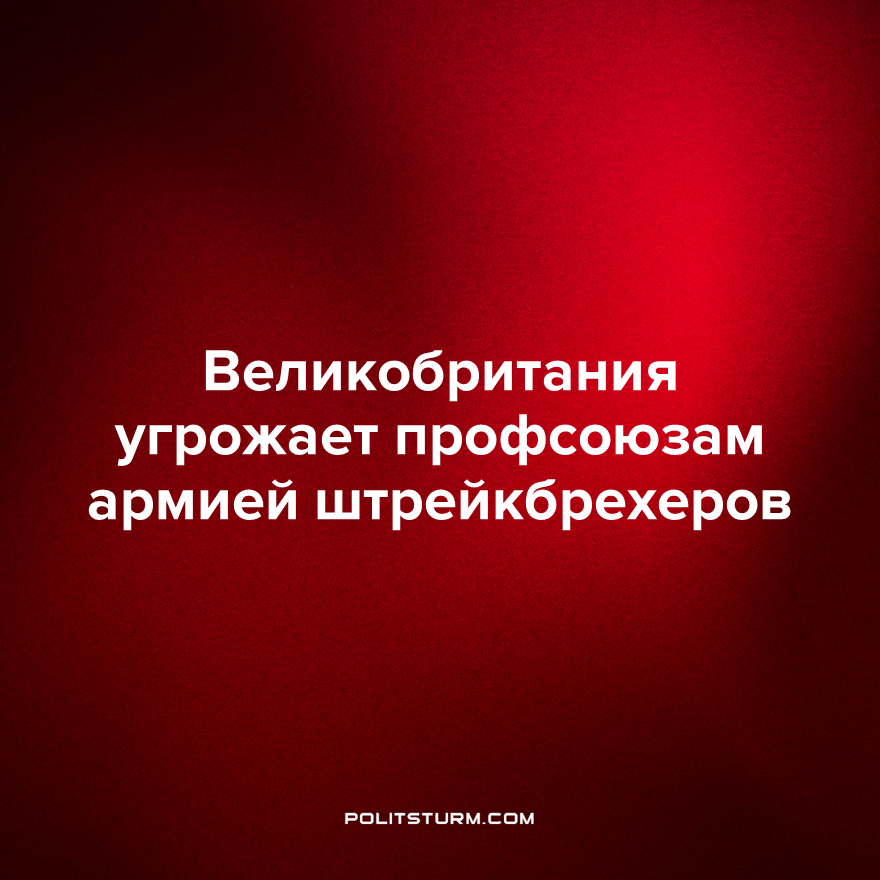 Великобритания
угрожает профсоюзам
армией штрейкбрехеров
POLITSTURM.COM